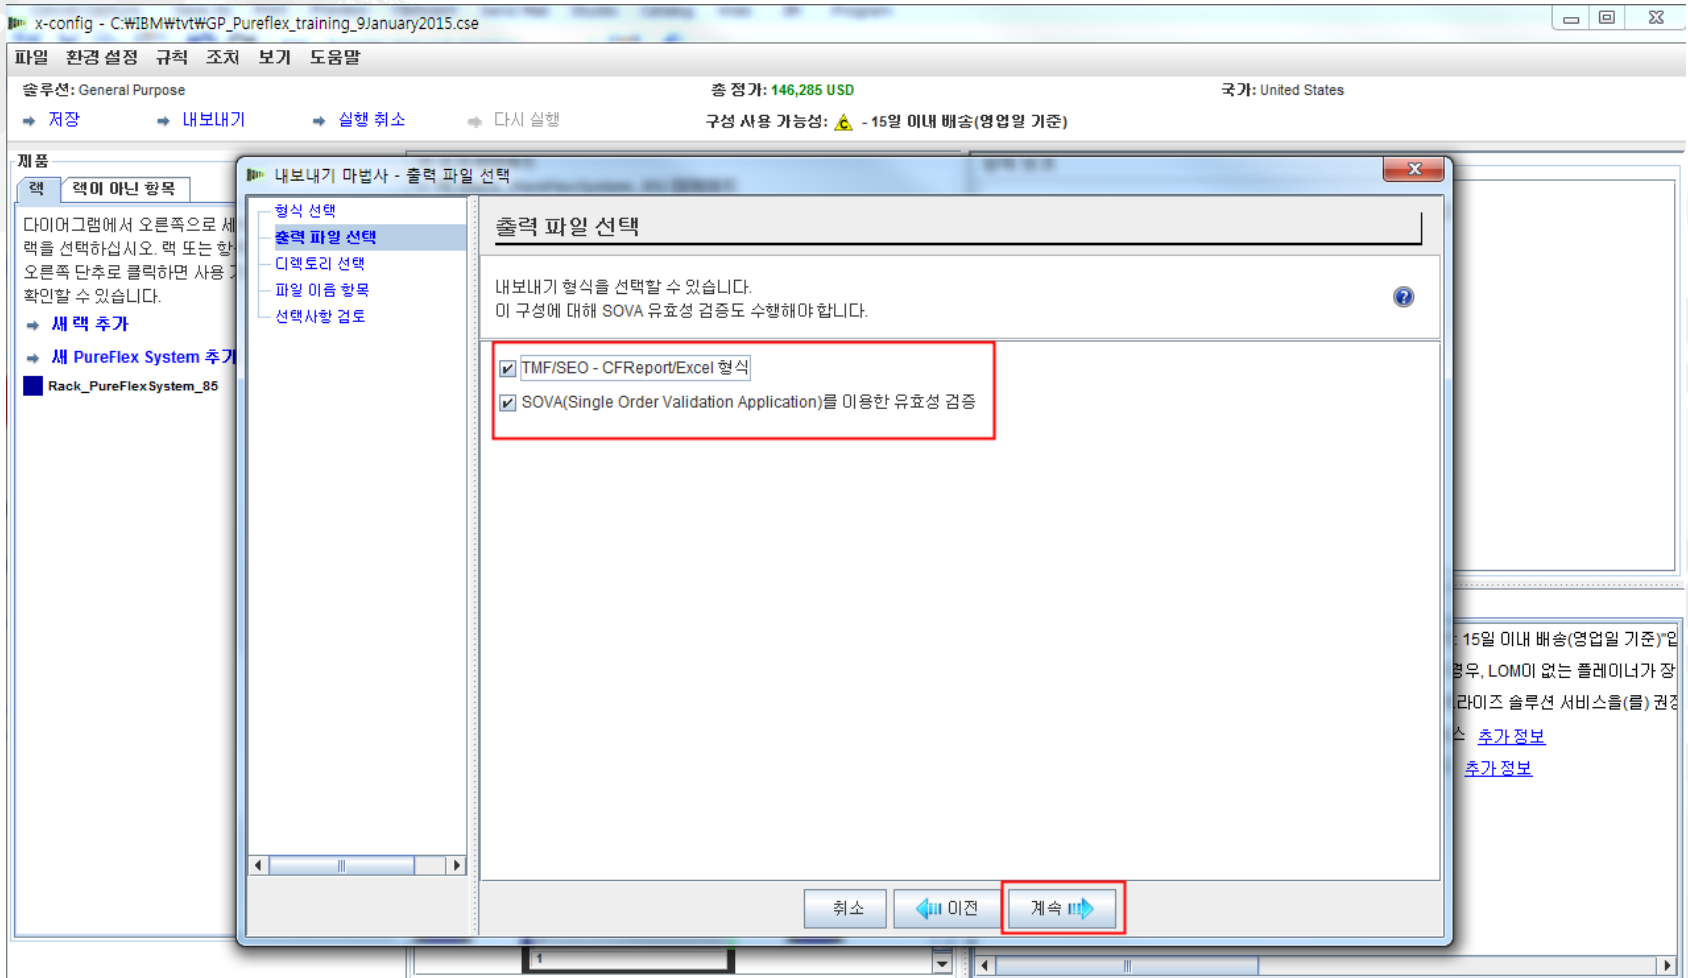 x-config - C:₩IBM₩tvt₩GP_Pureflex_training_9January2015.cse
파일 환경 설정 규칙 조치 보기 도움말
솔루션: General Purpose
총 정가: 146,285 USD
국가: United States
저장
내보내기
실행 취소
다시 실행
구성 사용 가능성: C - 15일 이내 배송(영업일 기준)
제품
랙
랙이 아닌 항목
다이어그램에서 오른쪽으로 세
랙을 선택하십시오. 랙 또는 항
오른쪽 단추로 클릭하면 사용
확인할 수 있습니다.
새 랙 추가
새 PureFlex System 추가
Rack_PureFlexSystem_85
내보내기 마법사 - 출력 파일 선택
형식 선택
출력 파일 선택
디렉토리 선택
파일 이름 항목
선택사항 검토
출력 파일 선택
내보내기 형식을 선택할 수 있습니다.
이 구성에 대해 SOVA 유효성 검증도 수행해야 합니다.
TMF/SEO - CFReport/Excel 형식
SOVA(Single Order Validation Application)를 이용한 유효성 검증
취소
이전
계속
: 15일 이내 배송(영업일 기준)"입
경우, LOM이 없는 플레이너가 장
라이즈 솔루션 서비스을(를) 권장
스 추가 정보
추가 정보
1